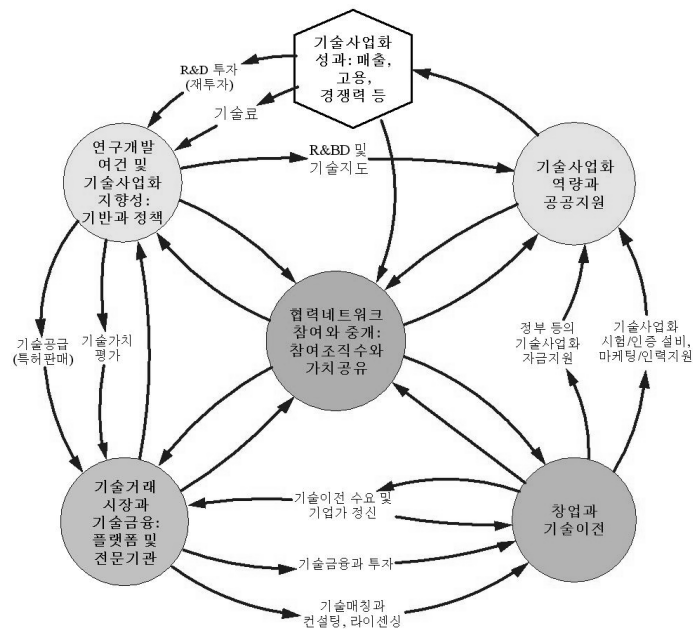 기술사업화
성과: 매출,
고용,
경쟁력 등
R&D 투자
(재투자)
기술료
연구개발
여건 및
기술사업화
지향성:
기반과 정책
R&BD 및
기술지도
기술사업화
역량과
공공지원
협력네트워크
참여와 중개:
참여조직수와
가치공유
기술공급
(특허판매)
기술가치
평가
정부 등의
기술사업화
자금지원
기술사업화
시험/인증 설비,
마케팅/인력지원
기술거래
시장과
기술금융:
플랫폼 및
전문기관
기술이전 수요 및
기업가 정신
창업과
기술이전
기술금융과 투자
기술매칭과
컨설팅, 라이센싱